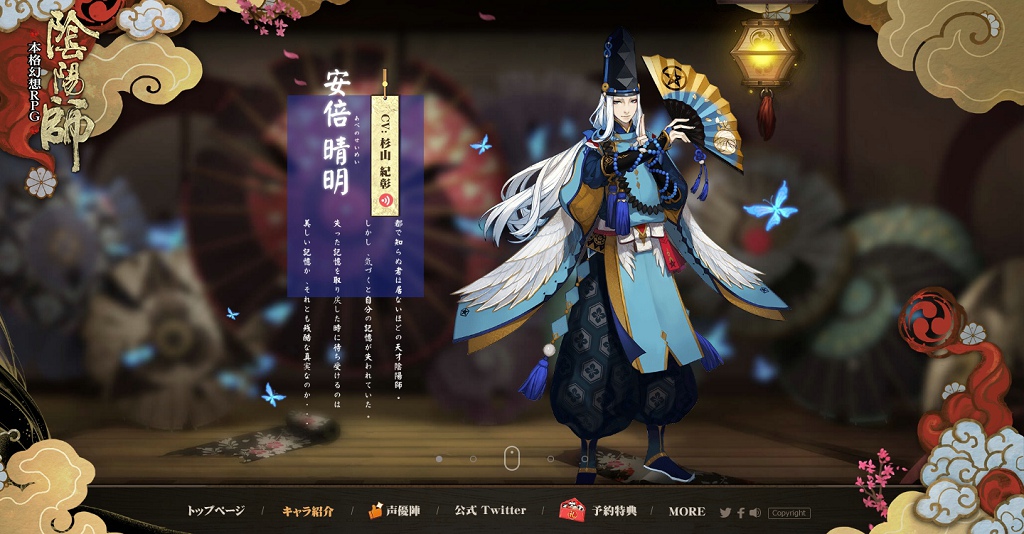 陰陽師
本格幻想RPG
安倍 晴明
あべのせいめい
CV: 杉山 紀彰
都で知らぬ者は居ないほどの天才陰陽師。
しかし、気づくと自分の記憶が失われていた。
失った記憶を取り戻した時に待ち受けるのは
美しい記憶か、それとも残酷な真実なのか...
トップページ / キャラ紹介 / 声優陣 / 公式 Twitter / 予約特典 / MORE Copyright